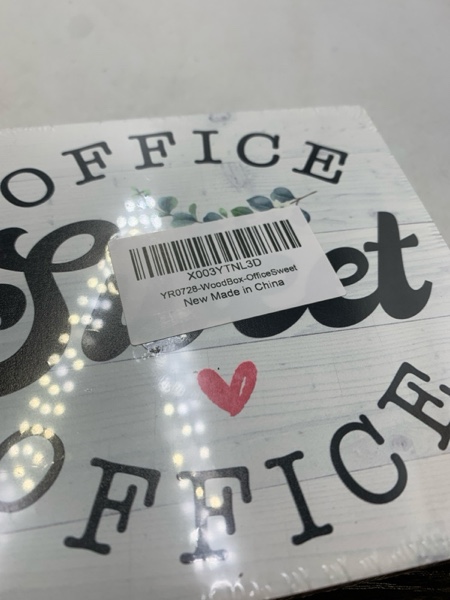 OFFICE
Sweet
X003YTNL3D
YR0728-WoodBox-OfficeSweet
New Made in China
OFFICE